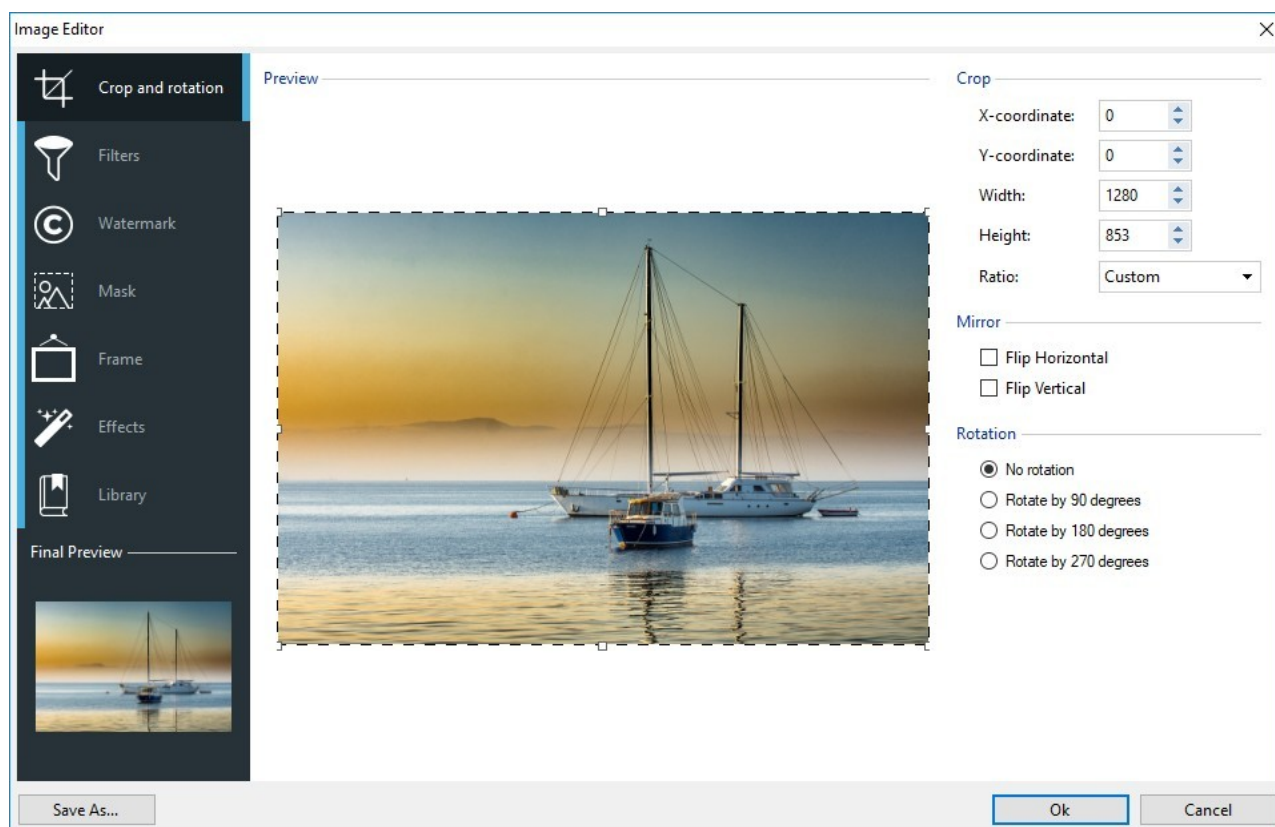 Image Editor
Crop and rotation
Filters
Watermark
Mask
Frame
Effects
Library
Final Preview
Preview
Crop
X-coordinate: 0
Y-coordinate: 0
Width: 1280
Height: 853
Ratio: Custom
Mirror
Flip Horizontal
Flip Vertical
Rotation
No rotation
Rotate by 90 degrees
Rotate by 180 degrees
Rotate by 270 degrees
Save As...
Ok
Cancel